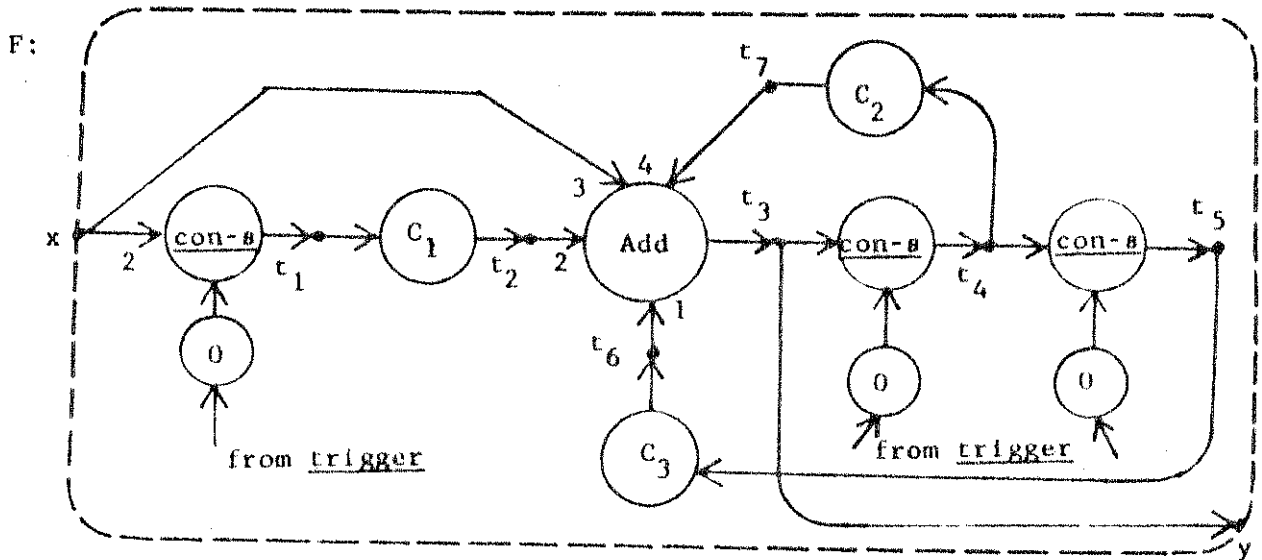 F:
t7
C2
4
3
t3
t5
x
2
con-s
t1
C1
t2
2
Add
con-s
t4
con-s
1
0
t6
0
0
from trigger
C3
from trigger
y